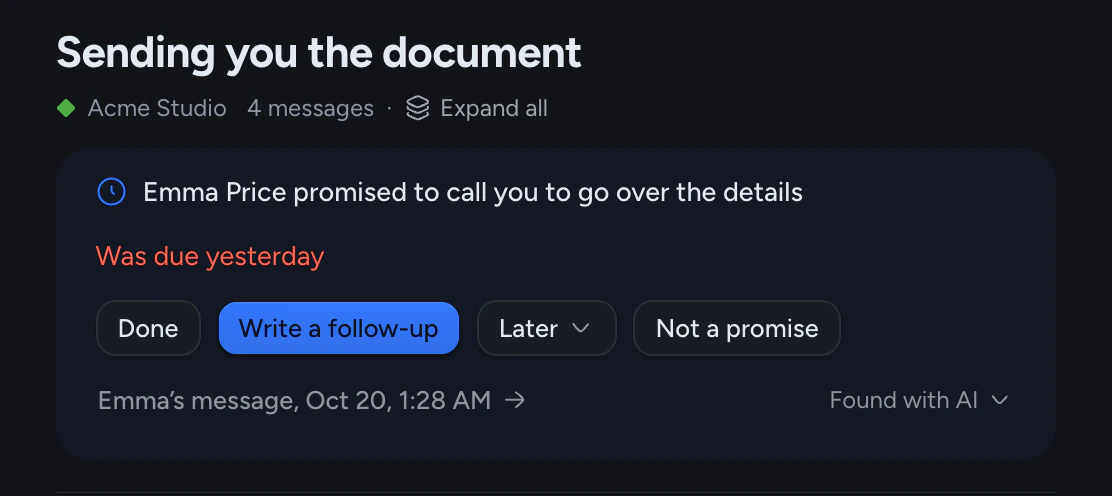 Sending you the document
Acme Studio 4 messages · Expand all
Emma Price promised to call you to go over the details
Was due yesterday
Done Write a follow-up Later Not a promise
Emma’s message, Oct 20, 1:28 AM → Found with AI